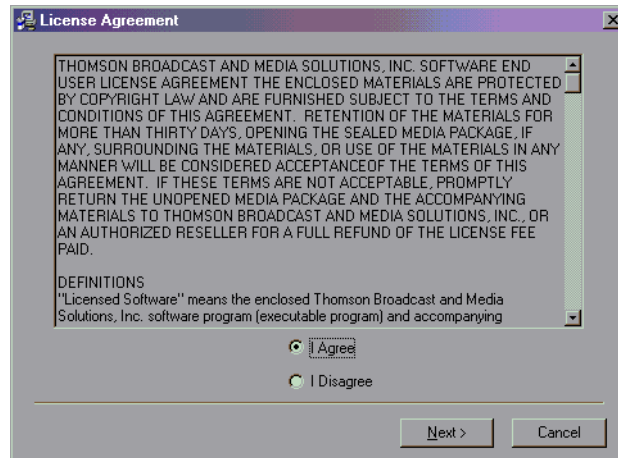 License Agreement
THOMSON BROADCAST AND MEDIA SOLUTIONS, INC. SOFTWARE END
USER LICENSE AGREEMENT THE ENCLOSED MATERIALS ARE PROTECTED
BY COPYRIGHT LAW AND ARE FURNISHED SUBJECT TO THE TERMS AND
CONDITIONS OF THIS AGREEMENT.  RETENTION OF THE MATERIALS FOR
MORE THAN THIRTY DAYS, OPENING THE SEALED MEDIA PACKAGE, IF
ANY, SURROUNDING THE MATERIALS, OR USE OF THE MATERIALS IN ANY
MANNER WILL BE CONSIDERED ACCEPTANCEOF THE TERMS OF THIS
AGREEMENT.  IF THESE TERMS ARE NOT ACCEPTABLE, PROMPTLY
RETURN THE UNOPENED MEDIA PACKAGE AND THE ACCOMPANYING
MATERIALS TO THOMSON BROADCAST AND MEDIA SOLUTIONS, INC., OR
AN AUTHORIZED RESELLER FOR A FULL REFUND OF THE LICENSE FEE
PAID.
DEFINITIONS
"Licensed Software" means the enclosed Thomson Broadcast and Media
Solutions, Inc. software program (executable program) and accompanying
I Agree
I Disagree
Next >
Cancel